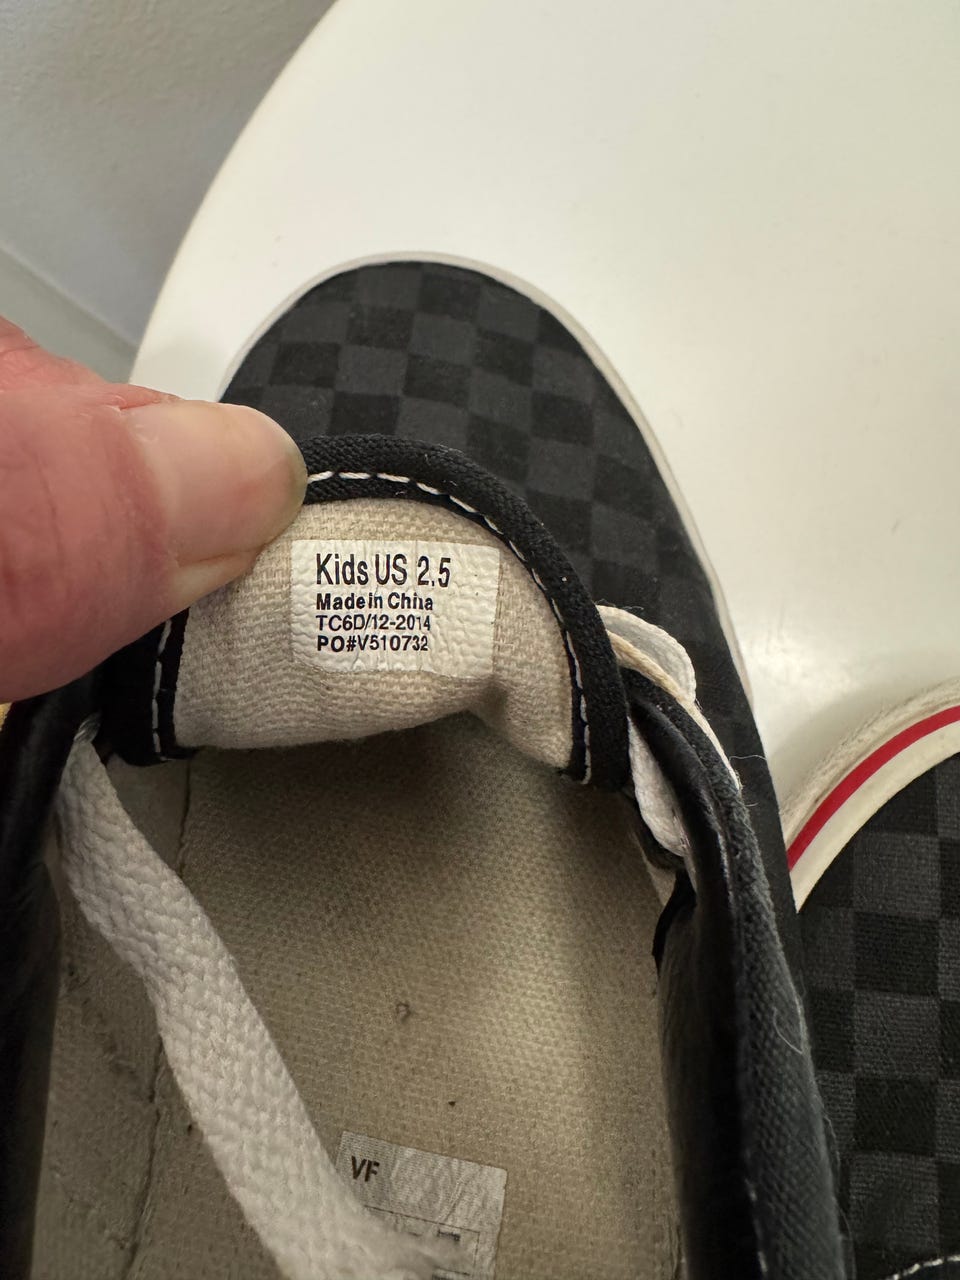 Kids US 2.5
Made in China
TC6D/12-2014
PO#V510732
VF